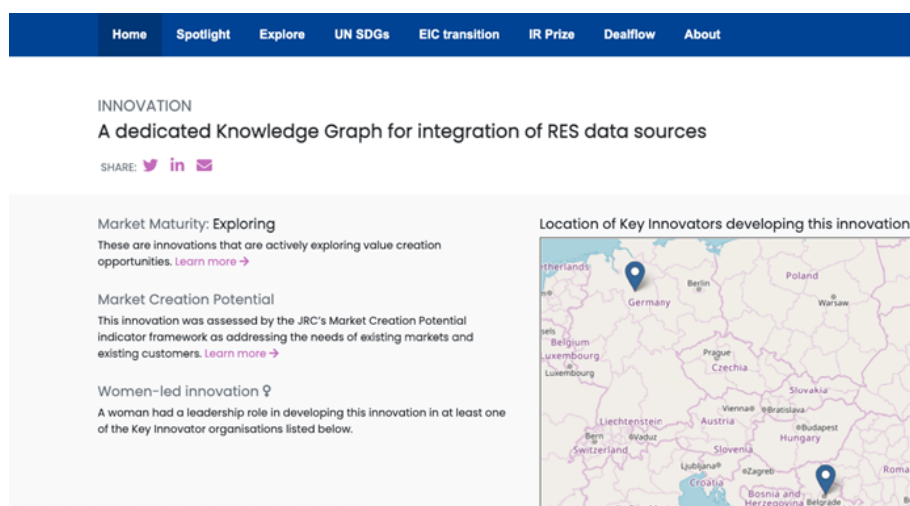 Home Spotlight Explore UN SDGs EIC transition IR Prize Dealflow About
INNOVATION
A dedicated Knowledge Graph for integration of RES data sources
SHARE:
Market Maturity: Exploring
These are innovations that are actively exploring value creation
opportunities. Learn more →
Market Creation Potential
This innovation was assessed by the JRC's Market Creation Potential
indicator framework as addressing the needs of existing markets and
existing customers. Learn more →
Women-led innovation ♀
A woman had a leadership role in developing this innovation in at least one
of the Key Innovator organisations listed below.
Location of Key Innovators developing this innovation
etherlands
Berlin
Poland
Germany
Warsaw
sels
Belgium
Luxembourg
Prague
Czechia
Luxembourg
Slovakia
Vienna
Bratislava
Liechtenstein
Austria
Budapest
Bern
Vaduz
Hungary
Switzerland
Slovenia
Ljubljana
Zagreb
Roma
Croatia
Bosnia and
Herzegovina
Belgrade